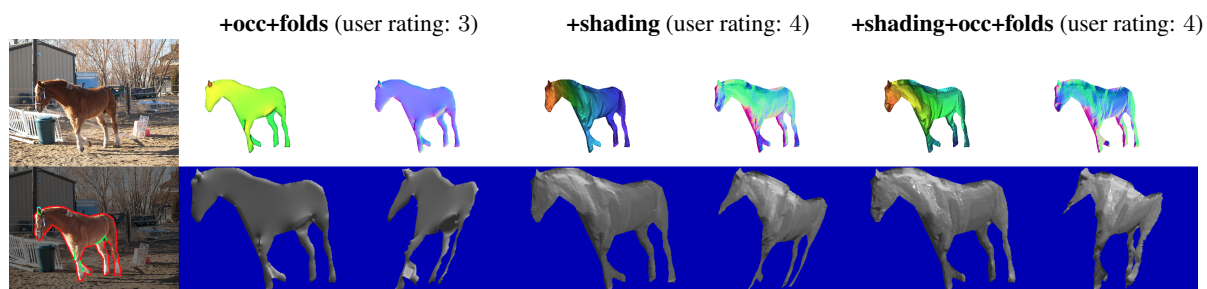 +occ+folds (user rating: 3) +shading (user rating: 4) +shading+occ+folds (user rating: 4)